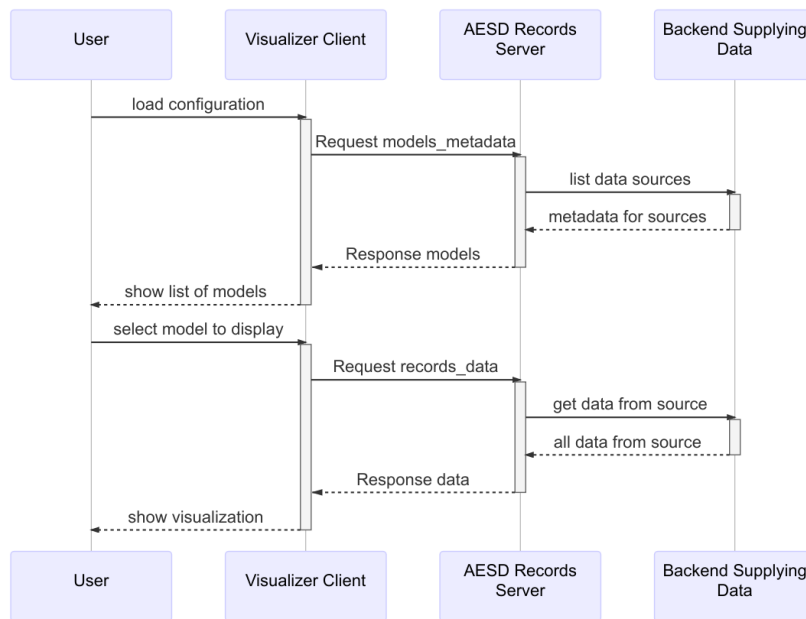 User
Visualizer Client
AESD Records
Server
Backend Supplying
Data
load configuration
Request models_metadata
list data sources
metadata for sources
Response models
show list of models
select model to display
Request records_data
get data from source
all data from source
Response data
show visualization
User
Visualizer Client
AESD Records
Server
Backend Supplying
Data